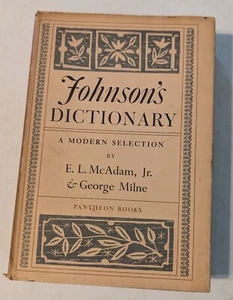 Johnson's
DICTIONARY
A MODERN SELECTION
BY
E. L. McADAM, Jr.
& George Milne
PANTHEON BOOKS